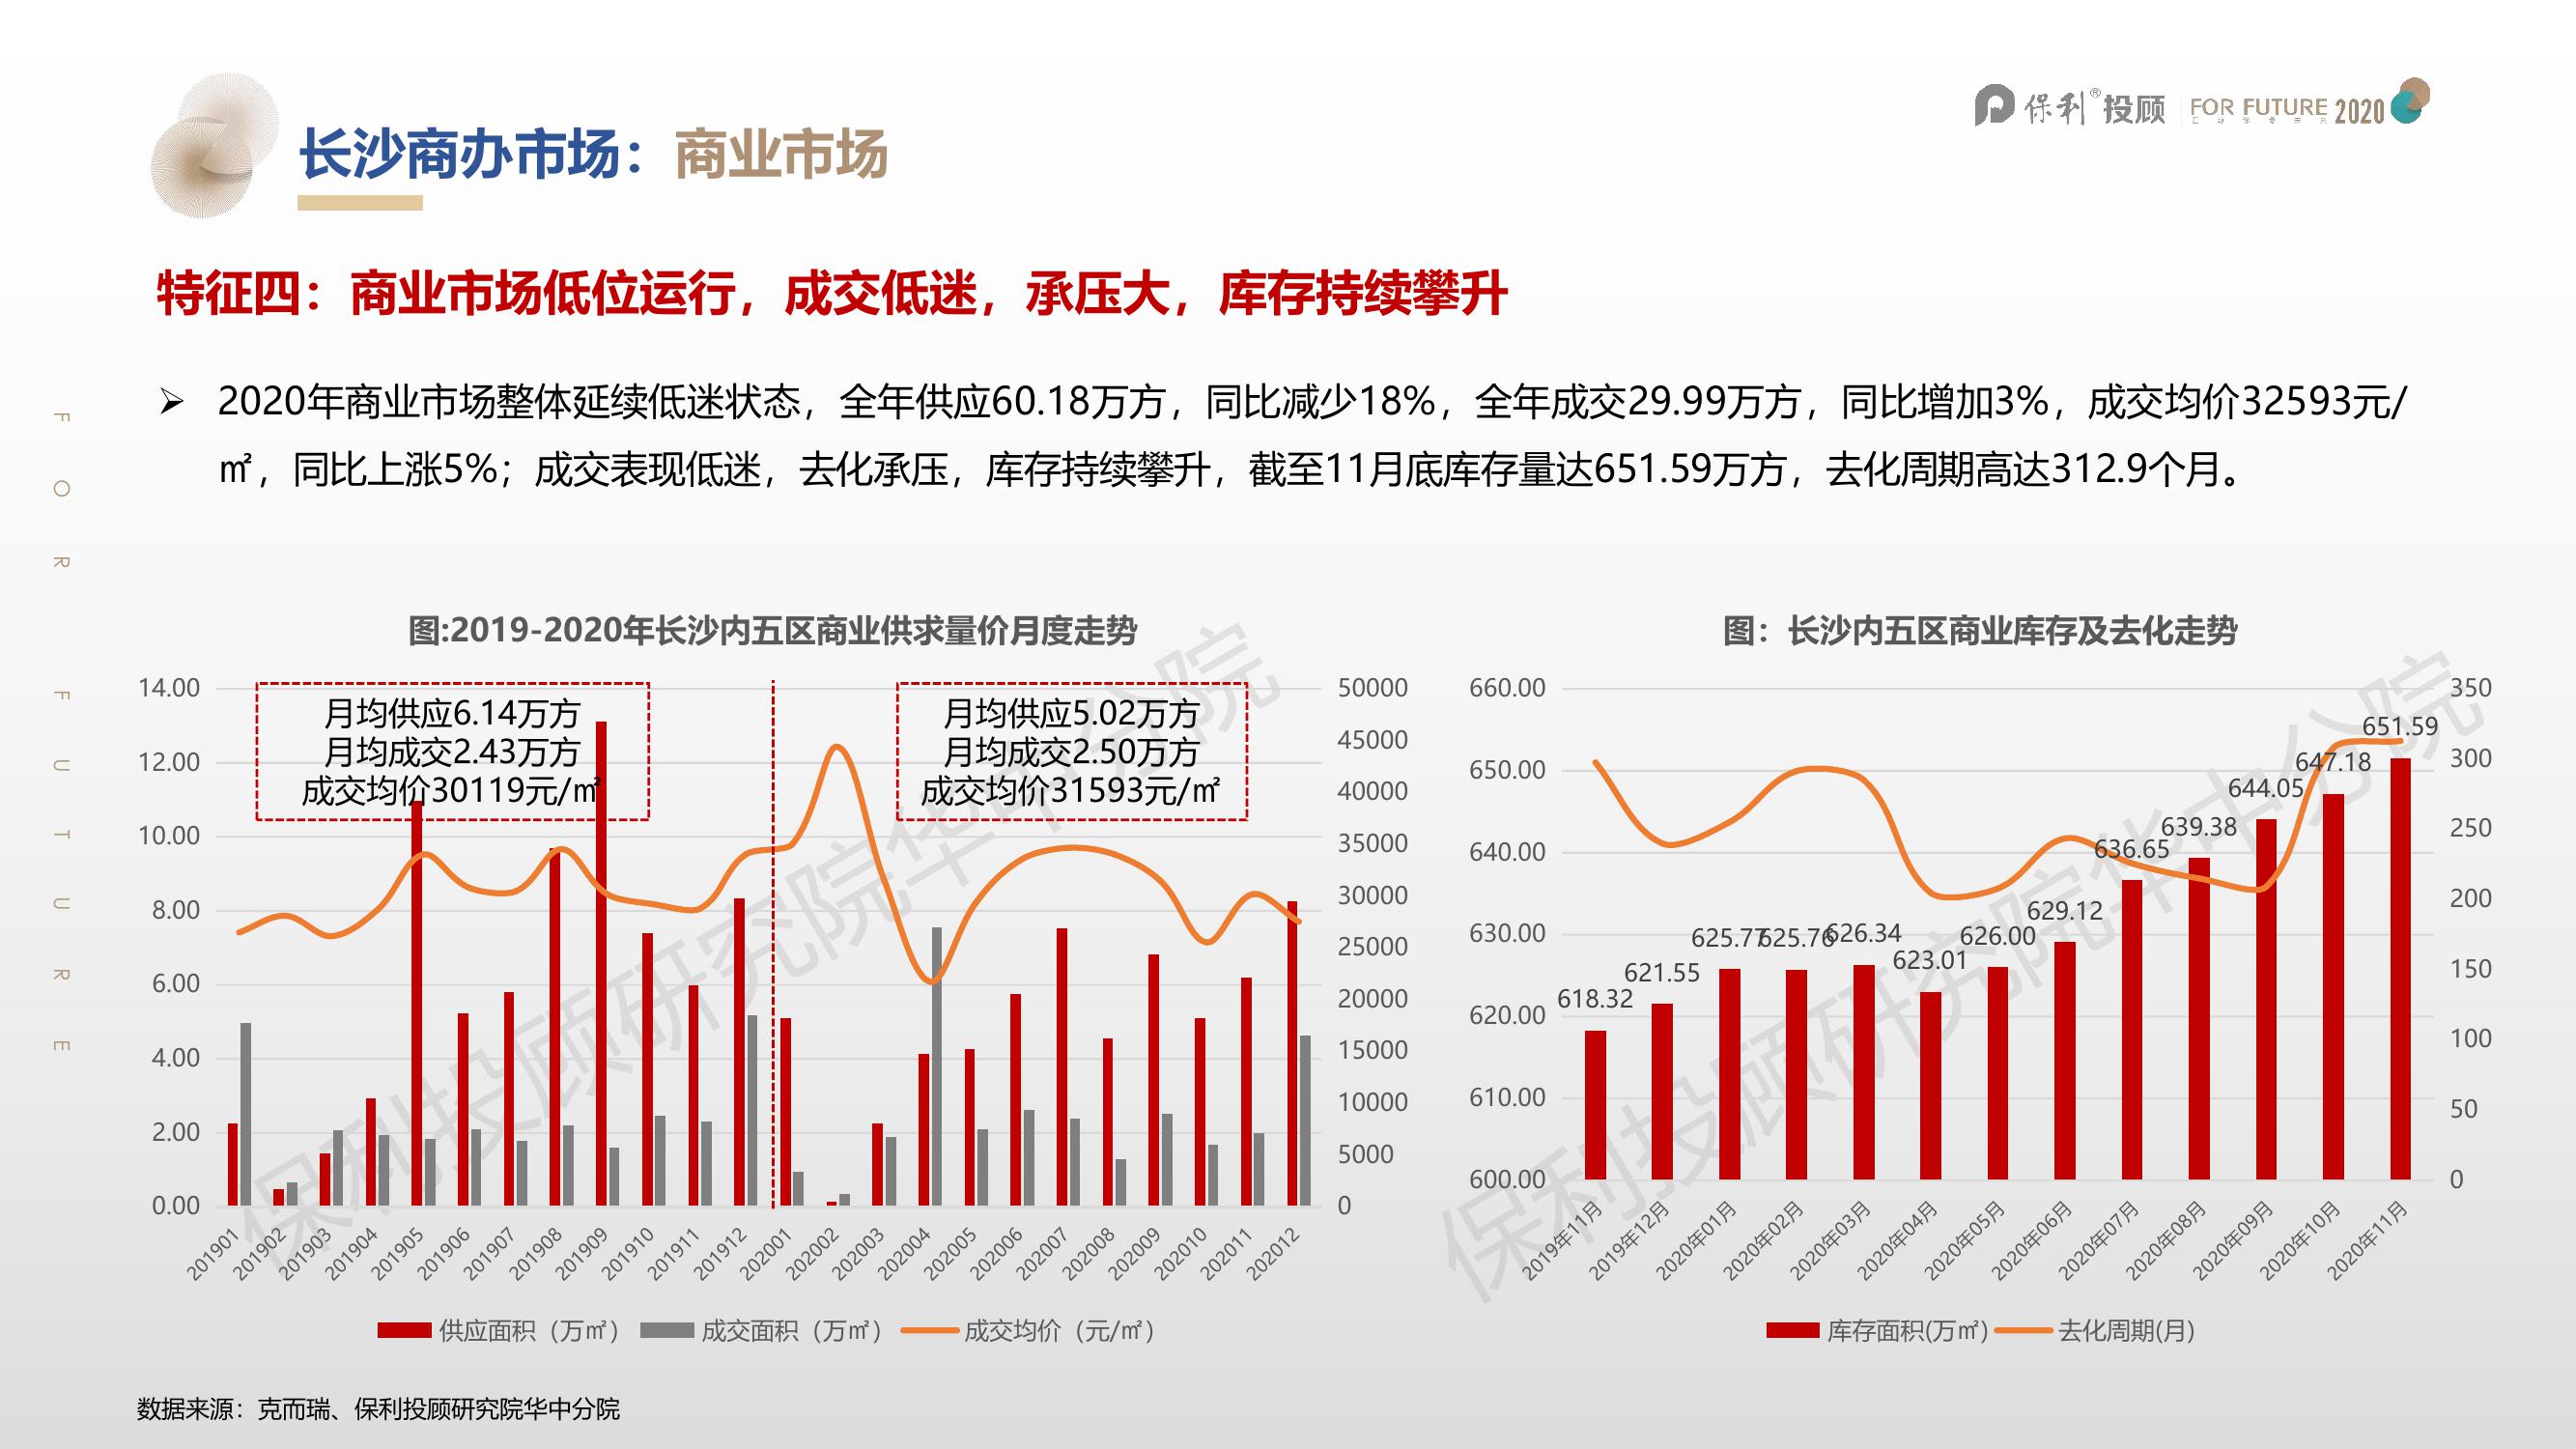 保利®投顾 FOR FUTURE 2020
长沙商办市场：商业市场
特征四：商业市场低位运行，成交低迷，承压大，库存持续攀升
➢ 2020年商业市场整体延续低迷状态，全年供应60.18万方，同比减少18%，全年成交29.99万方，同比增加3%，成交均价32593元/
㎡，同比上涨5%；成交表现低迷，去化承压，库存持续攀升，截至11月底库存量达651.59万方，去化周期高达312.9个月。
FOR FUTURE
图:2019-2020年长沙内五区商业供求量价月度走势
14.00
12.00
10.00
8.00
6.00
4.00
2.00
0.00
月均供应6.14万方
月均成交2.43万方
成交均价30119元/㎡
月均供应5.02万方
月均成交2.50万方
成交均价31593元/㎡
50000
45000
40000
35000
30000
25000
20000
15000
10000
5000
0
201901
201902
201903
201904
201905
201906
201907
201908
201909
201910
201911
201912
202001
202002
202003
202004
202005
202006
202007
202008
202009
202010
202011
202012
供应面积（万㎡） 成交面积（万㎡） 成交均价（元/㎡）
保利投顾研究院华中分院
图：长沙内五区商业库存及去化走势
660.00
650.00
640.00
630.00
620.00
610.00
600.00
618.32
621.55
625.77
625.76
626.34
623.01
626.00
629.12
636.65
639.38
644.05
647.18
651.59
350
300
250
200
150
100
50
0
2019年11月
2019年12月
2020年01月
2020年02月
2020年03月
2020年04月
2020年05月
2020年06月
2020年07月
2020年08月
2020年09月
2020年10月
2020年11月
库存面积(万㎡) 去化周期(月)
保利投顾研究院华中分院
数据来源：克而瑞、保利投顾研究院华中分院